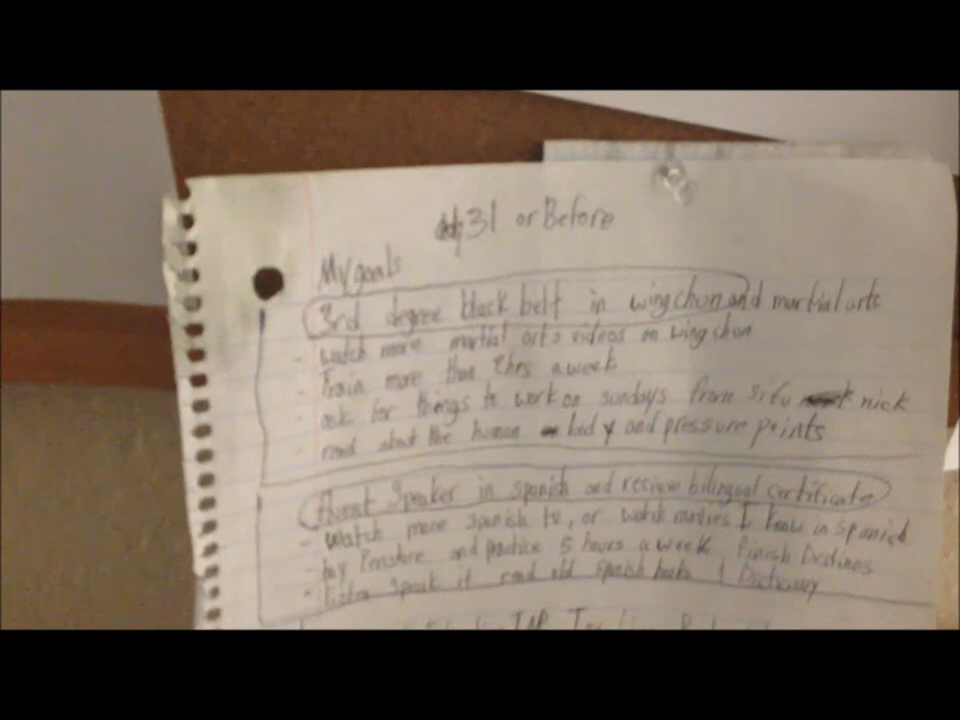 31 or Before
My goals
3rd degree black belt in wing chun and martial arts
- watch more martial arts videos on wing chun
- Train more than 2hrs a week
- ask for things to work on sundays from sifu nick
- read about the human body and pressure points
fluent Speaker in spanish and recieve bilingual certificate
- Watch more spanish tv, or watch movies I know in spanish
- buy and practice 5 hours a week, finish Destinos
- listen speak it read old spanish books & Dictionary